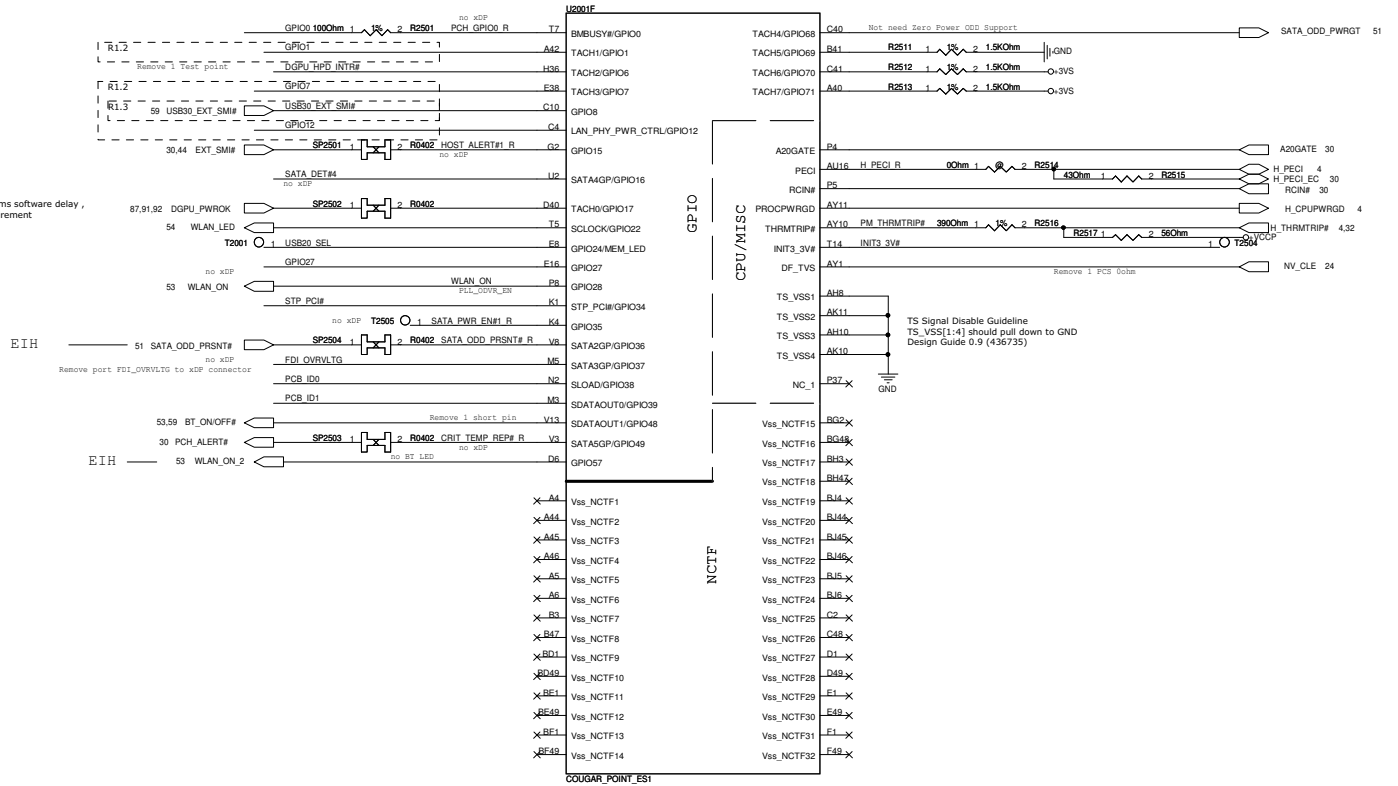 U2001F
no xDP
GPIO0 100Ohm 1 1% 2 R2501 PCH_GPIO0_R T7 BMBUSY#/GPIO0
R1.2 GPIO1 A42 TACH1/GPIO1
Remove 1 Test point DGPU_HPD_INTR# H36 TACH2/GPIO6
R1.2 GPIO7 E38 TACH3/GPIO7
R1.3 59 USB30_EXT_SMI# USB30_EXT_SMI# C10 GPIO8
GPIO12 C4 LAN_PHY_PWR_CTRL/GPIO12
30,44 EXT_SMI# SP2501 1 2 R0402 HOST_ALERT#1_R G2 GPIO15
no xDP
SATA_DET#4 U2 SATA4GP/GPIO16
no xDP
ms software delay ,
rement
87,91,92 DGPU_PWROK SP2502 1 2 R0402 D40 TACH0/GPIO17
54 WLAN_LED T5 SCLOCK/GPIO22
T2001 1 USB20_SEL E8 GPIO24/MEM_LED
GPIO27 E16 GPIO27
no xDP
53 WLAN_ON WLAN_ON P8 GPIO28
PLL_ODVR_EN
STP_PCI# K1 STP_PCI#/GPIO34
no xDP T2505 1 SATA_PWR_EN#1_R K4 GPIO35
EIH 51 SATA_ODD_PRSNT# SP2504 1 2 R0402 SATA_ODD_PRSNT#_R V8 SATA2GP/GPIO36
no xDP
Remove port FDI_OVRVLTG to xDP connector
FDI_OVRVLTG M5 SATA3GP/GPIO37
PCB_ID0 N2 SLOAD/GPIO38
PCB_ID1 M3 SDATAOUT0/GPIO39
53,59 BT_ON/OFF# Remove 1 short pin V13 SDATAOUT1/GPIO48
30 PCH_ALERT# SP2503 1 2 R0402 CRIT_TEMP_REP#_R V3 SATA5GP/GPIO49
no xDP
EIH 53 WLAN_ON_2 no BT LED D6 GPIO57
A4 Vss_NCTF1
A44 Vss_NCTF2
A45 Vss_NCTF3
A46 Vss_NCTF4
A5 Vss_NCTF5
A6 Vss_NCTF6
B3 Vss_NCTF7
B47 Vss_NCTF8
BD1 Vss_NCTF9
BD49 Vss_NCTF10
BE1 Vss_NCTF11
BE49 Vss_NCTF12
BF1 Vss_NCTF13
BF49 Vss_NCTF14
COUGAR_POINT_ES1
GPIO
CPU/MISC
NCTF
TACH4/GPIO68 C40 Not need Zero Power ODD Support SATA_ODD_PWRGT 51
TACH5/GPIO69 B41 R2511 1 1% 2 1.5KOhm GND
TACH6/GPIO70 C41 R2512 1 1% 2 1.5KOhm +3VS
TACH7/GPIO71 A40 R2513 1 1% 2 1.5KOhm +3VS
A20GATE P4 A20GATE 30
PECI AU16 H_PECI_R 0Ohm 1 @ 2 R2514 H_PECI 4
43Ohm 1 2 R2515 H_PECI_EC 30
RCIN# P5 RCIN# 30
PROCPWRGD AY11 H_CPUPWRGD 4
THRMTRIP# AY10 PM_THRMTRIP# 390Ohm 1 1% 2 R2516 H_THRMTRIP# 4,32
R2517 1 2 56Ohm +VCCP
INIT3_3V# T14 INIT3_3V# 1 T2504
DF_TVS AY1 NV_CLE 24
Remove 1 PCS 0ohm
TS_VSS1 AH8
TS_VSS2 AK11
TS_VSS3 AH10
TS_VSS4 AK10
TS Signal Disable Guideline
TS_VSS[1:4] should pull down to GND
Design Guide 0.9 (436735)
GND
NC_1 P37
Vss_NCTF15 BG2
Vss_NCTF16 BG48
Vss_NCTF17 BH3
Vss_NCTF18 BH47
Vss_NCTF19 BJ4
Vss_NCTF20 BJ44
Vss_NCTF21 BJ45
Vss_NCTF22 BJ46
Vss_NCTF23 BJ5
Vss_NCTF24 BJ6
Vss_NCTF25 C2
Vss_NCTF26 C48
Vss_NCTF27 D1
Vss_NCTF28 D49
Vss_NCTF29 E1
Vss_NCTF30 E49
Vss_NCTF31 F1
Vss_NCTF32 F49